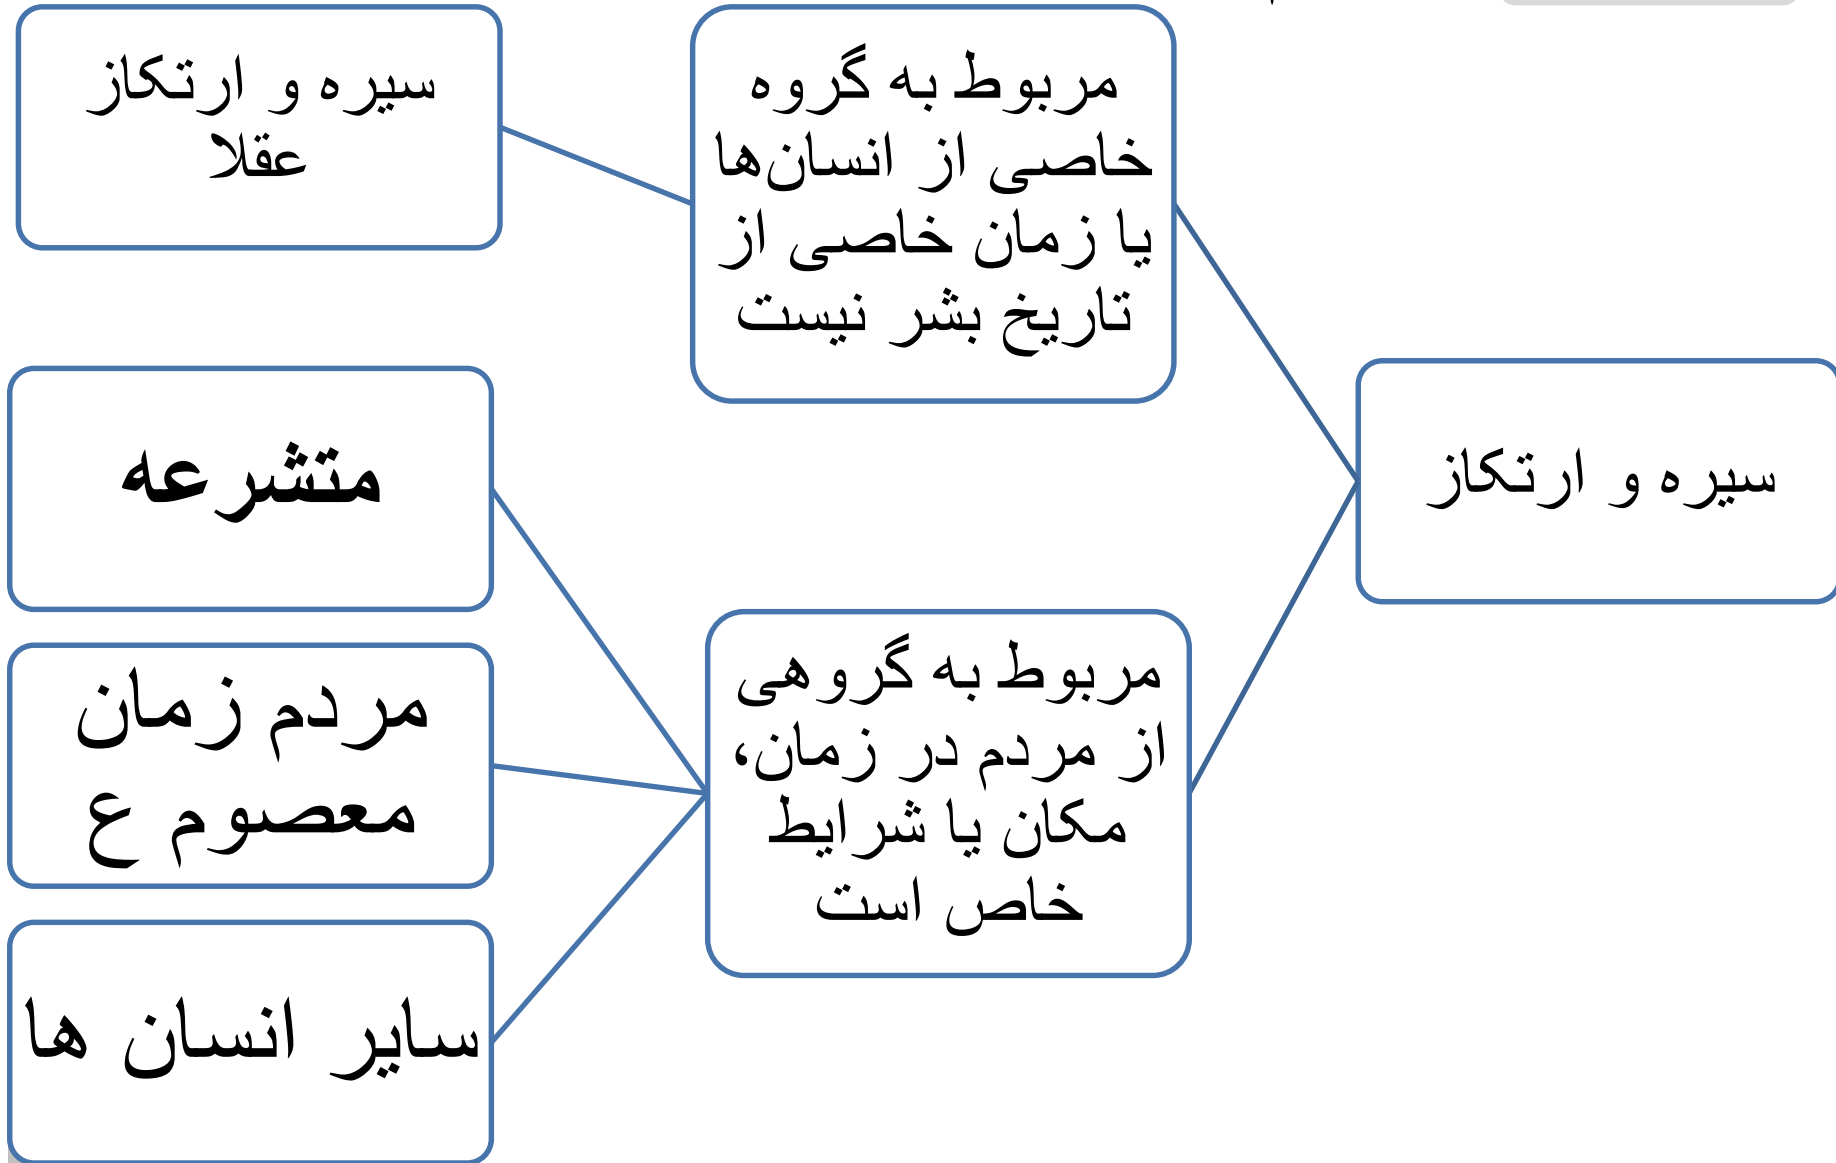 سیره و ارتکاز
مربوط به گروه
خاصی از انسان‌ها
یا زمان خاصی از
تاریخ بشر نیست
سیره و ارتکاز
عقلا
مربوط به گروهی
از مردم در زمان،
مکان یا شرایط
خاص است
متشرعه
مردم زمان
معصوم ع
سایر انسان ها